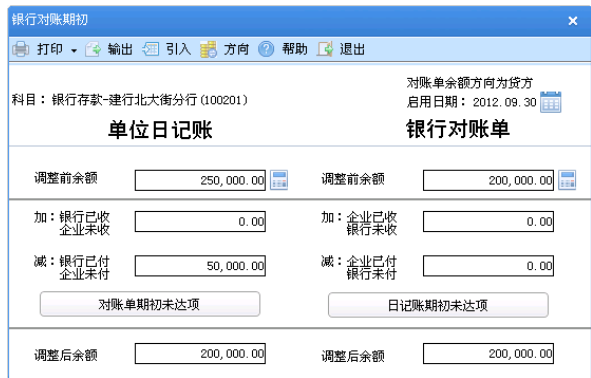 银行对账期初
打印 输出 引入 方向 帮助 退出
对账单余额方向为贷方
科目：银行存款-建行北大街分行(100201) 启用日期：2012.09.30
单位日记账 银行对账单
调整前余额 250,000.00 调整前余额 200,000.00
加：银行已收 0.00 加：企业已收 0.00
企业未收 银行未收
减：银行已付 50,000.00 减：企业已付 0.00
企业未付 银行未付
对账单期初未达项 日记账期初未达项
调整后余额 200,000.00 调整后余额 200,000.00